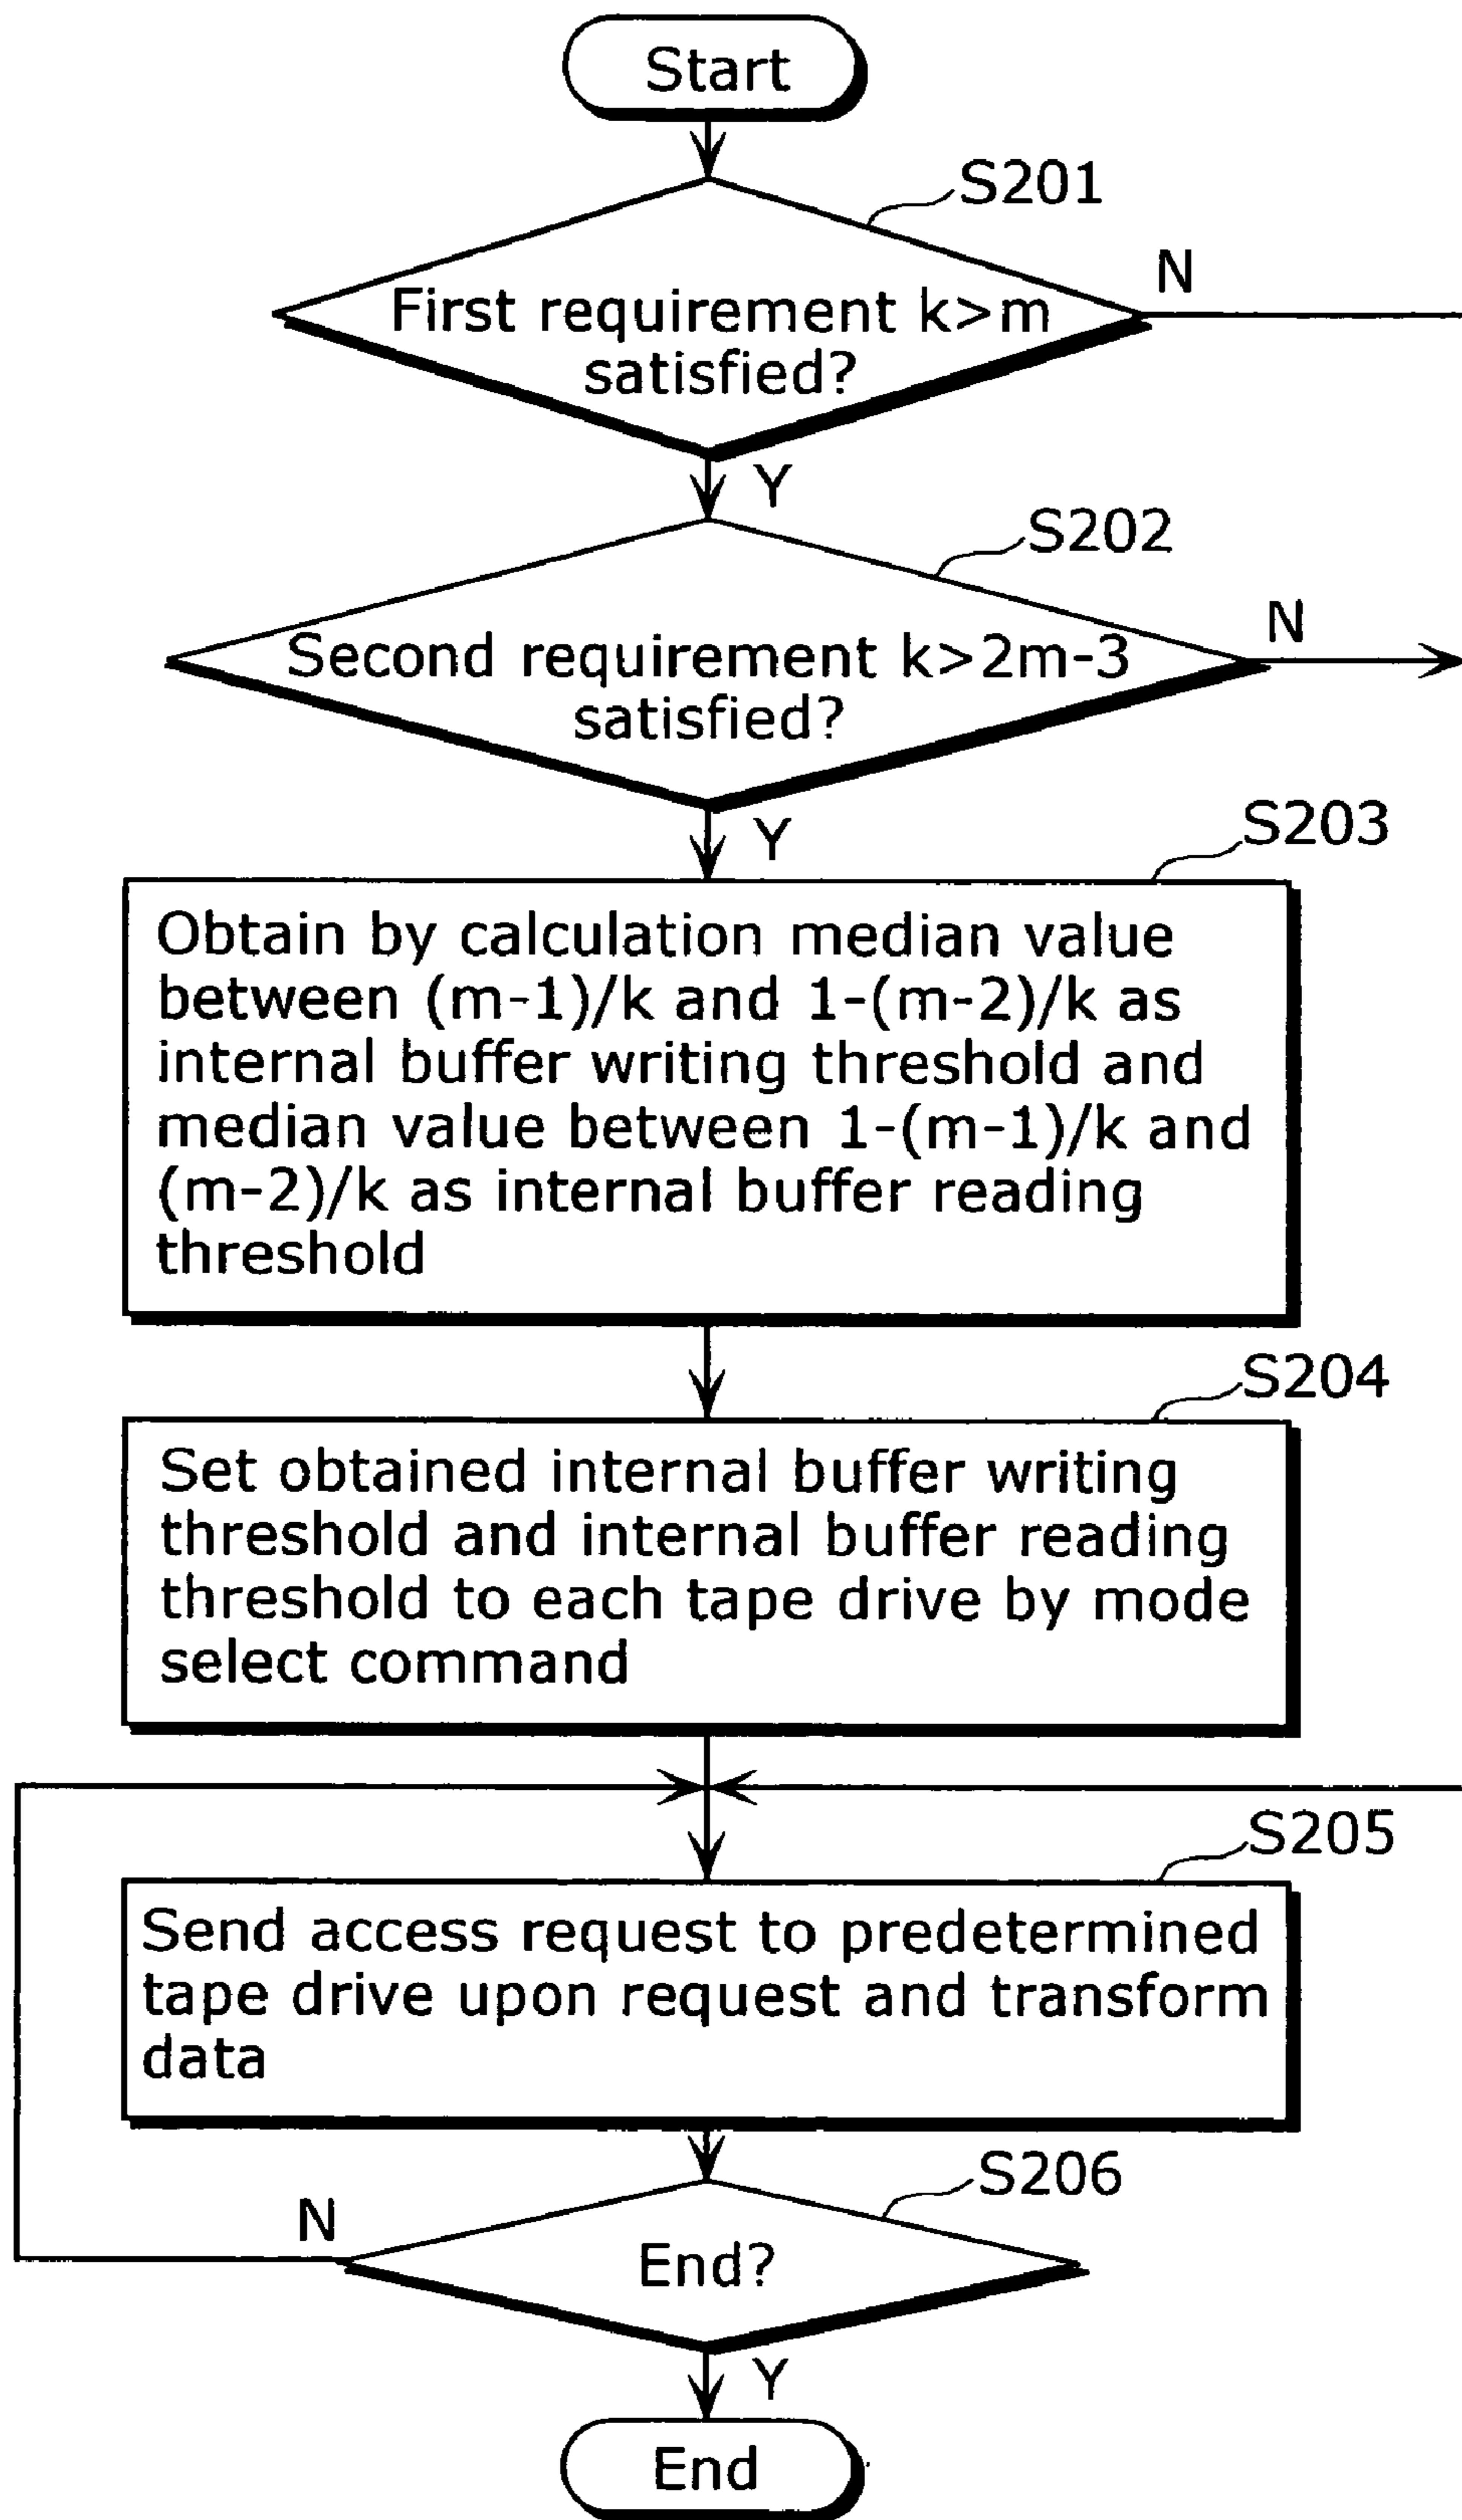 Start
S201
N
First requirement k>m
satisfied?
Y
S202
N
Second requirement k>2m-3
satisfied?
S203
Y
Obtain by calculation median value
between (m-1)/k and 1-(m-2)/k as
internal buffer writing threshold and
median value between 1-(m-1)/k and
(m-2)/k as internal buffer reading
threshold
S204
Set obtained internal buffer writing
threshold and internal buffer reading
threshold to each tape drive by mode
select command
S205
Send access request to predetermined
tape drive upon request and transform
data
S206
N
End?
Y
End